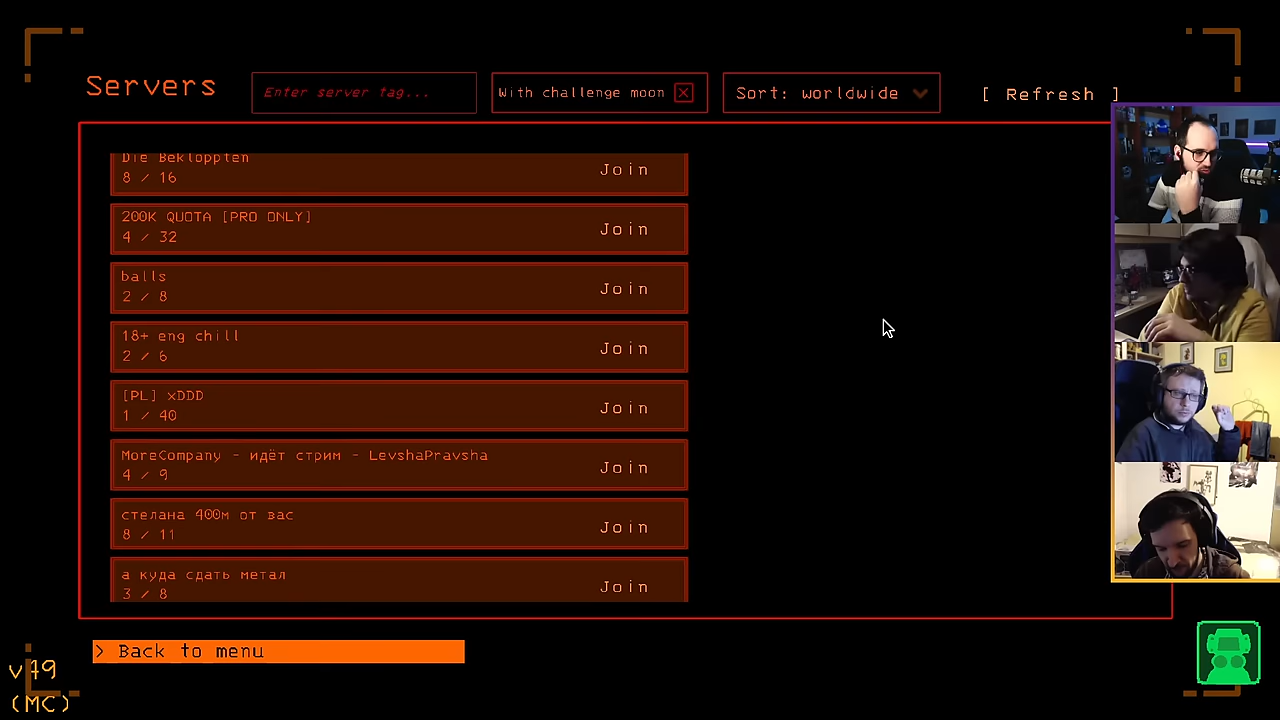 Servers
Enter server tag...
With challenge moon
Sort: worldwide
[ Refresh ]
Die Bekloppten
8 / 16
Join
200K QUOTA [PRO ONLY]
4 / 32
Join
balls
2 / 8
Join
18+ eng chill
2 / 6
Join
[PL] xDDD
1 / 40
Join
MoreCompany - идёт стрим - LevshaPravsha
4 / 9
Join
стелана 400м от вас
8 / 11
Join
а куда сдать метал
3 / 8
Join
> Back to menu
v49
(MC)